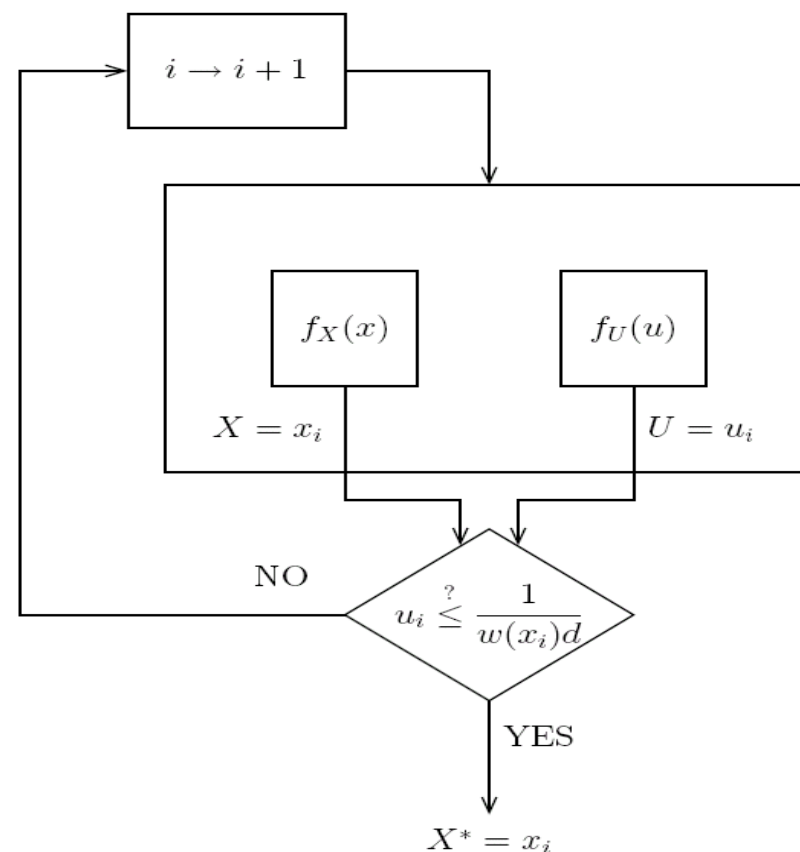 i → i + 1
f_X(x)
f_U(u)
X = x_i
U = u_i
NO
u_i ≤^? 1/(w(x_i)d)
YES
X* = x_i